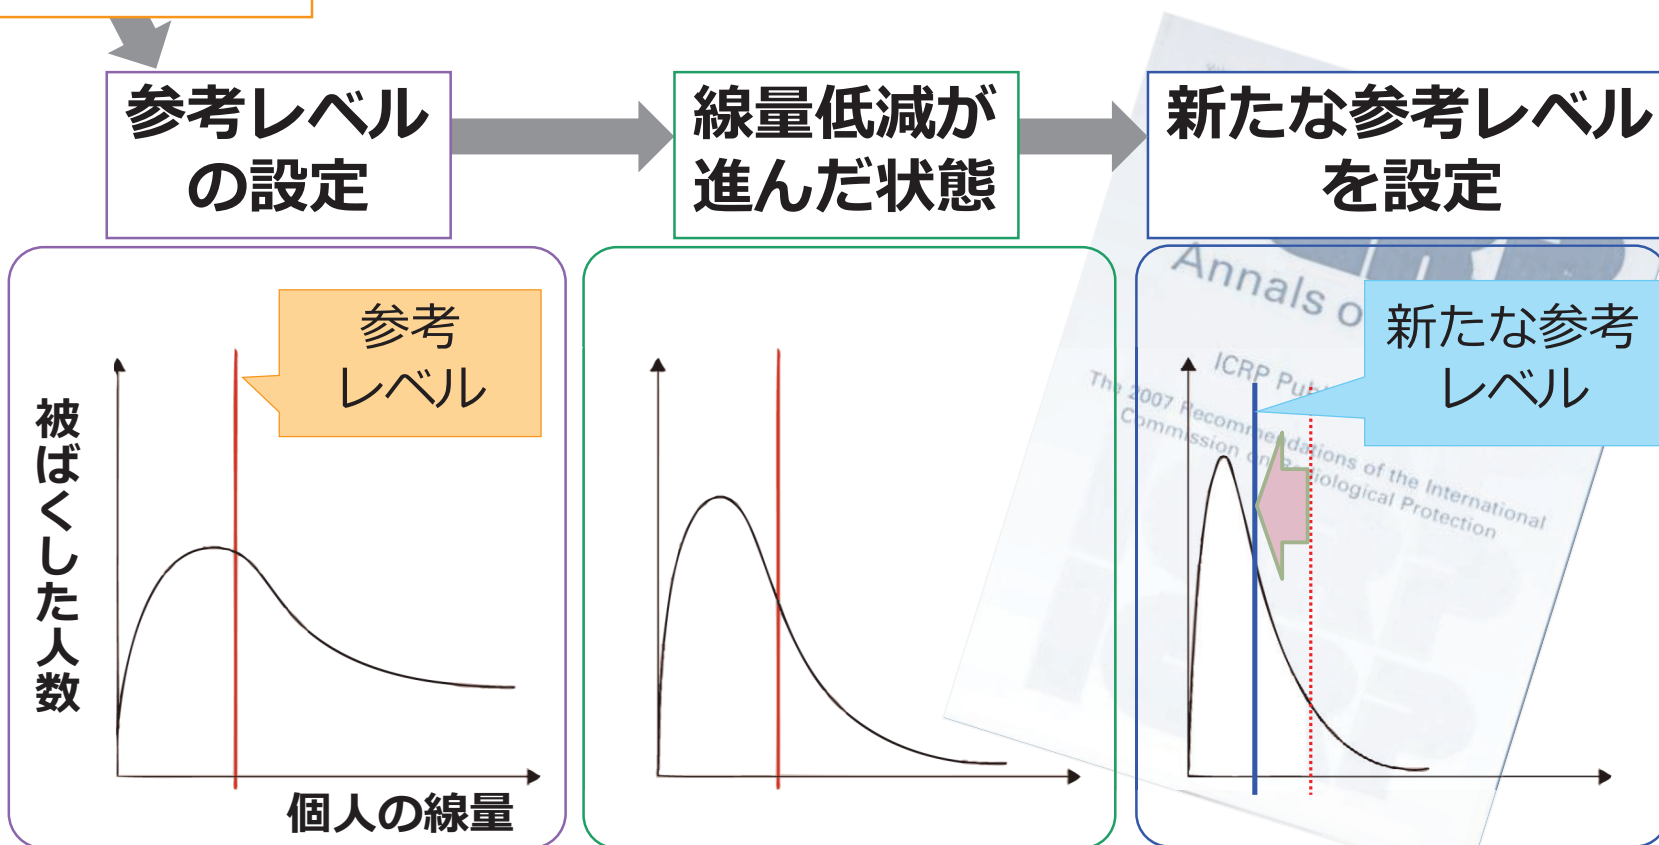 参考レベル
の設定
線量低減が
進んだ状態
新たな参考レベル
を設定
参考
レベル
被ばくした人数
個人の線量
新たな参考
レベル
Annals o
ICRP Pub
The 2007 Recommendations of the International
Commission on Radiological Protection